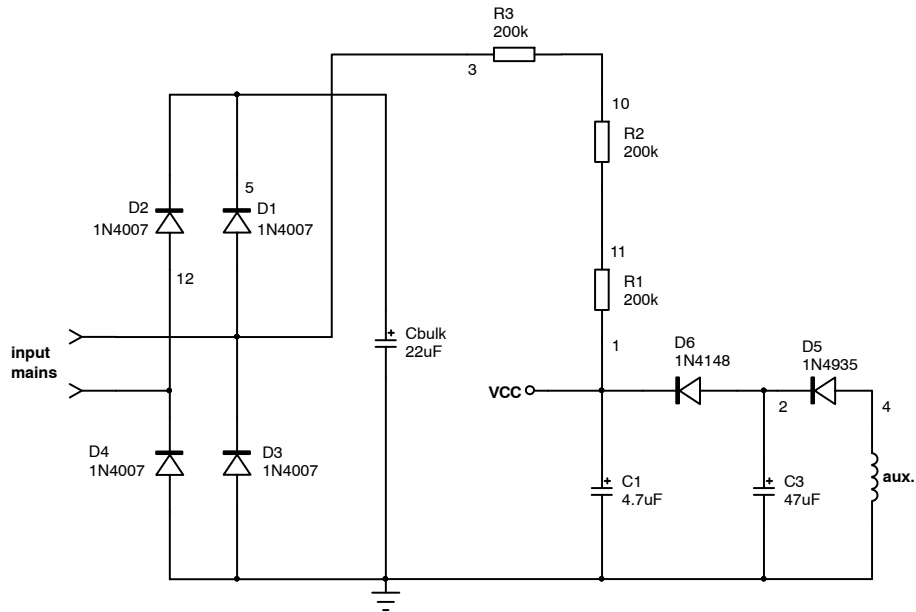 R3
200k
3
10
R2
200k
5
D2
1N4007
D1
1N4007
12
11
R1
200k
input
mains
Cbulk
22uF
1
D6
1N4148
D5
1N4935
VCC
2
4
D4
1N4007
D3
1N4007
C1
4.7uF
C3
47uF
aux.
+
+
+